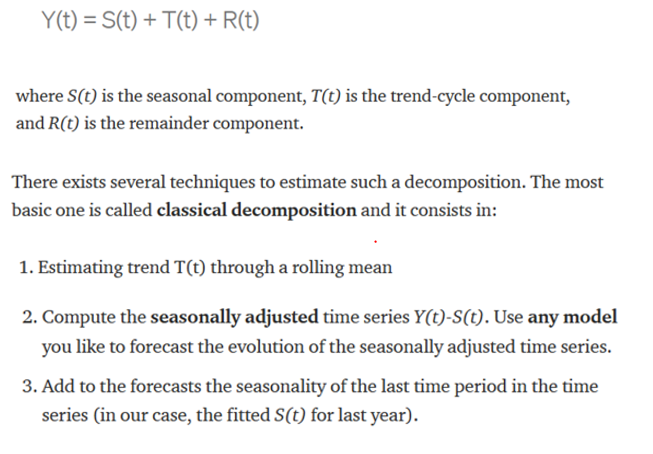 Y(t) = S(t) + T(t) + R(t)
where S(t) is the seasonal component, T(t) is the trend-cycle component,
and R(t) is the remainder component.
There exists several techniques to estimate such a decomposition. The most
basic one is called classical decomposition and it consists in:
1. Estimating trend T(t) through a rolling mean
2. Compute the seasonally adjusted time series Y(t)-S(t). Use any model
you like to forecast the evolution of the seasonally adjusted time series.
3. Add to the forecasts the seasonality of the last time period in the time
series (in our case, the fitted S(t) for last year).